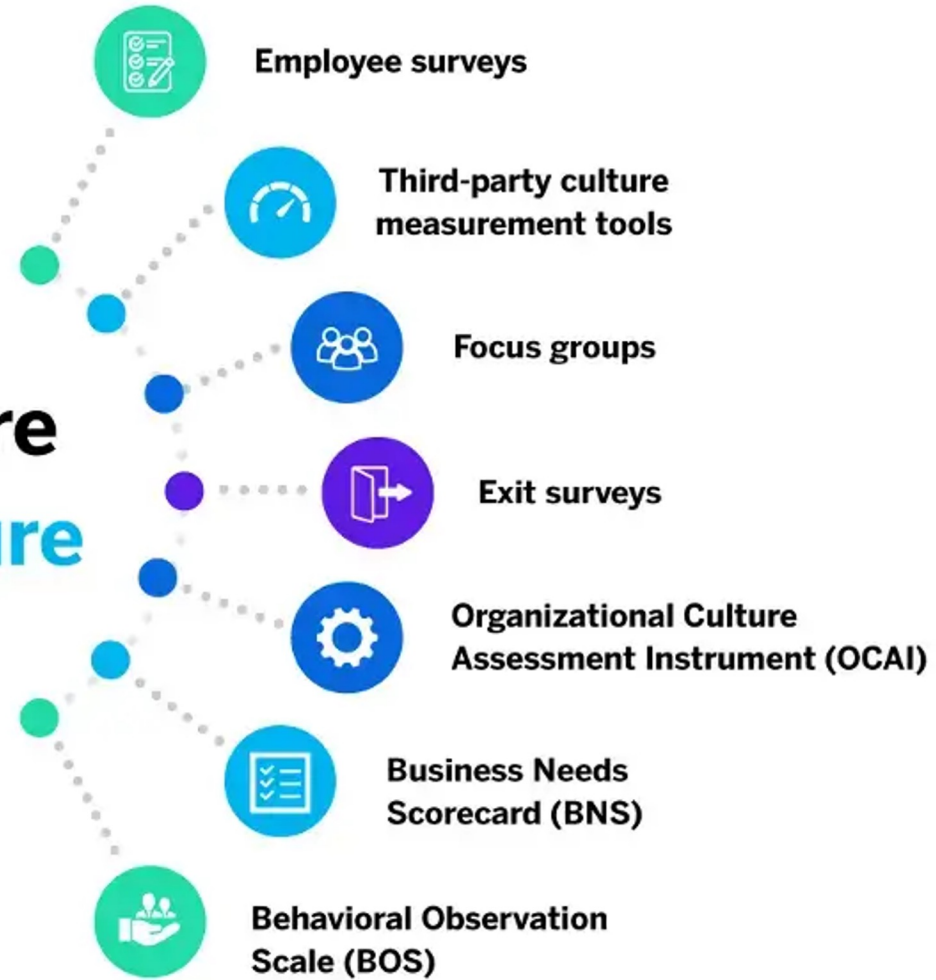 Employee surveys
Third-party culture
measurement tools
Focus groups
re
ure
Exit surveys
Organizational Culture
Assessment Instrument (OCAI)
Business Needs
Scorecard (BNS)
Behavioral Observation
Scale (BOS)